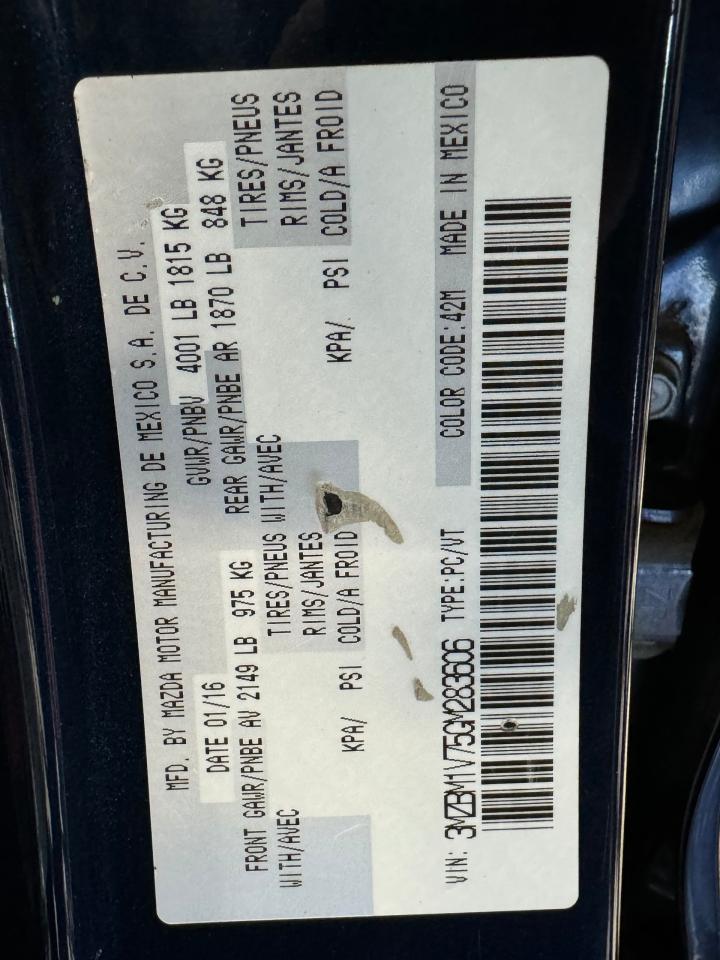 MFD. BY MAZDA MOTOR MANUFACTURING DE MEXICO S.A. DE C.V.
DATE 01/16 GVWR/PNBV 4001 LB 1815 KG
FRONT GAWR/PNBE AV 2149 LB 975 KG REAR GAWR/PNBE AR 1870 LB 848 KG
WITH/AVEC TIRES/PNEUS WITH/AVEC TIRES/PNEUS
RIMS/JANTES RIMS/JANTES
KPA/ PSI COLD/A FROID KPA/ PSI COLD/A FROID
VIN: 3MZBM1V75GM283606 TYPE:PC/VT COLOR CODE:42M MADE IN MEXICO